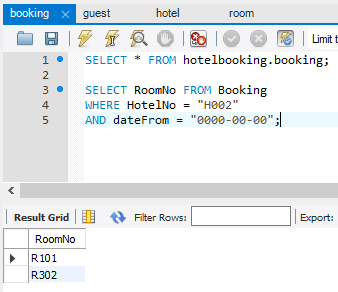 booking × guest hotel room
Limit t
1 SELECT * FROM hotelbooking.booking;
2
3 SELECT RoomNo FROM Booking
4 WHERE HotelNo = "H002"
5 AND dateFrom = "0000-00-00";
Result Grid Filter Rows: Export:
RoomNo
R101
R302